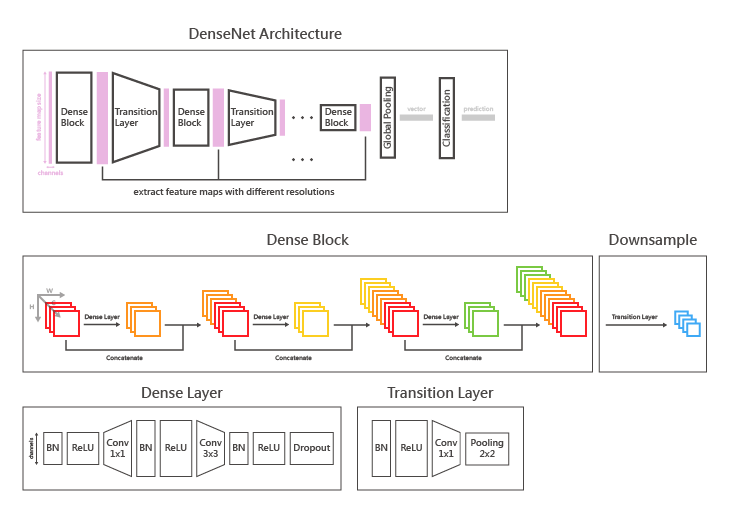 DenseNet Architecture
feature map size
channels
Dense
Block
Transition
Layer
Dense
Block
Transition
Layer
Dense
Block
Global Pooling
vector
Classification
prediction
extract feature maps with different resolutions
Dense Block
Downsample
W
H
Dense Layer
Concatenate
Dense Layer
Concatenate
Dense Layer
Concatenate
Transition Layer
Dense Layer
Transition Layer
channels
BN
ReLU
Conv
1x1
BN
ReLU
Conv
3x3
BN
ReLU
Dropout
BN
ReLU
Conv
1x1
Pooling
2x2